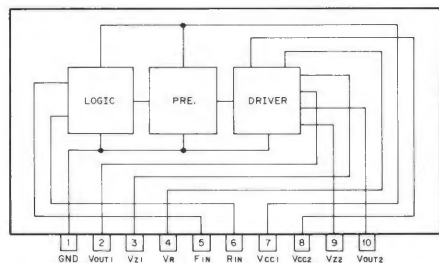 LOGIC PRE. DRIVER
1 2 3 4 5 6 7 8 9 10
GND VOUT1 VZ1 VR FIN RIN VCC1 VCC2 VZ2 VOUT2